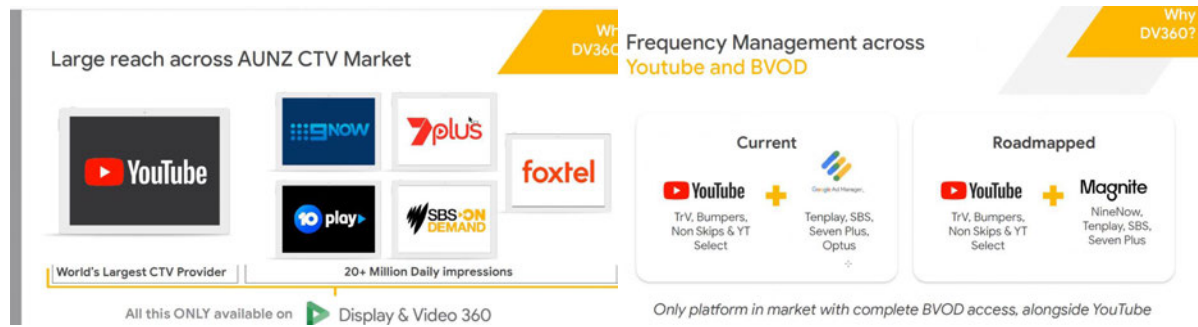 Why
DV360
Large reach across AUNZ CTV Market
YouTube
9NOW
7plus
foxtel
10 play
SBS ON
DEMAND
World's Largest CTV Provider
20+ Million Daily impressions
All this ONLY available on Display & Video 360
Why
DV360?
Frequency Management across
Youtube and BVOD
Current
YouTube
TrV, Bumpers,
Non Skips & YT
Select
Google Ad Manager
Tenplay, SBS,
Seven Plus,
Optus
Roadmapped
YouTube
TrV, Bumpers,
Non Skips & YT
Select
Magnite
NineNow,
Tenplay, SBS,
Seven Plus
Only platform in market with complete BVOD access, alongside YouTube